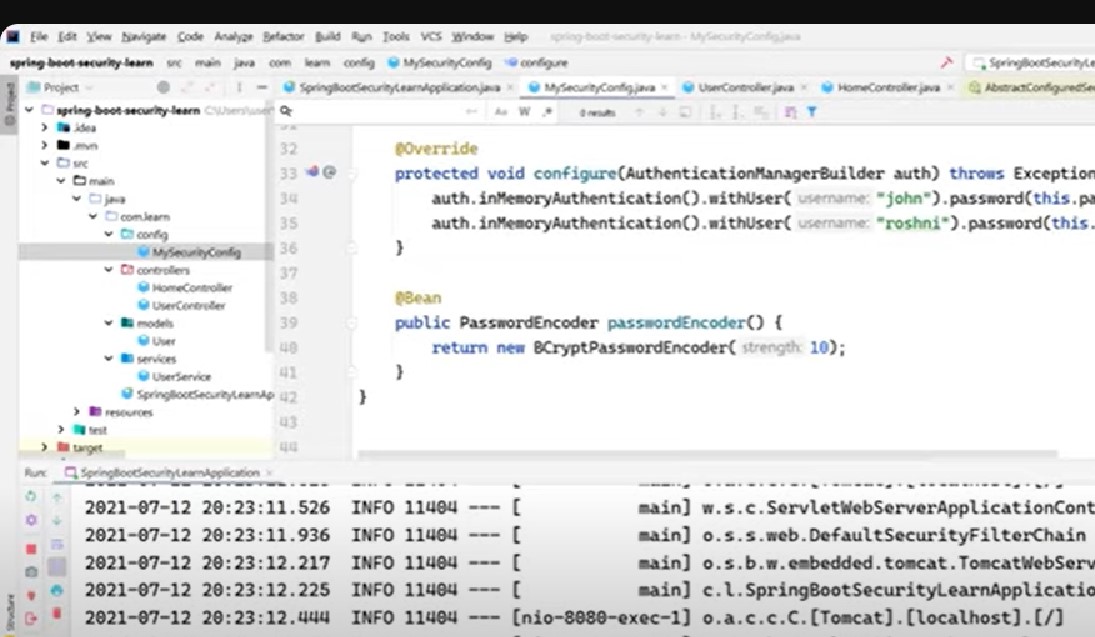 File Edit View Navigate Code Analyze Refactor Build Run Tools VCS Window Help spring-boot-security-learn - MySecurityConfig.java
spring-boot-security-learn src main java com learn config MySecurityConfig configure SpringBootSecurityLe
Project SpringBootSecurityLearnApplication.java MySecurityConfig.java UserController.java HomeController.java AbstractConfiguredSe
Project
spring-boot-security-learn C:\Users\user
Aa W .* 0 results
.idea
.mvn
src
main
java
com.learn
config
MySecurityConfig
controllers
HomeController
UserController
models
User
services
UserService
SpringBootSecurityLearnAp
resources
test
target
32 @Override
33 protected void configure(AuthenticationManagerBuilder auth) throws Exception
34 auth.inMemoryAuthentication().withUser( username: "john").password(this.pa
35 auth.inMemoryAuthentication().withUser( username: "roshni").password(this.
36 }
37
38 @Bean
39 public PasswordEncoder passwordEncoder() {
40 return new BCryptPasswordEncoder( strength: 10);
41 }
42 }
43
44
Run: SpringBootSecurityLearnApplication
2021-07-12 20:23:11.526 INFO 11404 --- [ main] w.s.c.ServletWebServerApplicationCont
2021-07-12 20:23:11.936 INFO 11404 --- [ main] o.s.s.web.DefaultSecurityFilterChain
2021-07-12 20:23:12.217 INFO 11404 --- [ main] o.s.b.w.embedded.tomcat.TomcatWebServ
2021-07-12 20:23:12.225 INFO 11404 --- [ main] c.l.SpringBootSecurityLearnApplicatio
2021-07-12 20:23:12.444 INFO 11404 --- [nio-8080-exec-1] o.a.c.c.C.[Tomcat].[localhost].[/]
Structure